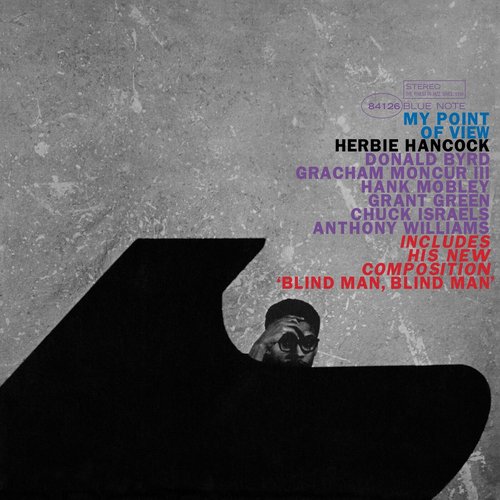 STEREO
84126 BLUE NOTE
MY POINT
OF VIEW
HERBIE HANCOCK
DONALD BYRD
GRACHAM MONCUR III
HANK MOBLEY
GRANT GREEN
CHUCK ISRAELS
ANTHONY WILLIAMS
INCLUDES
HIS NEW
COMPOSITION
‘BLIND MAN, BLIND MAN’